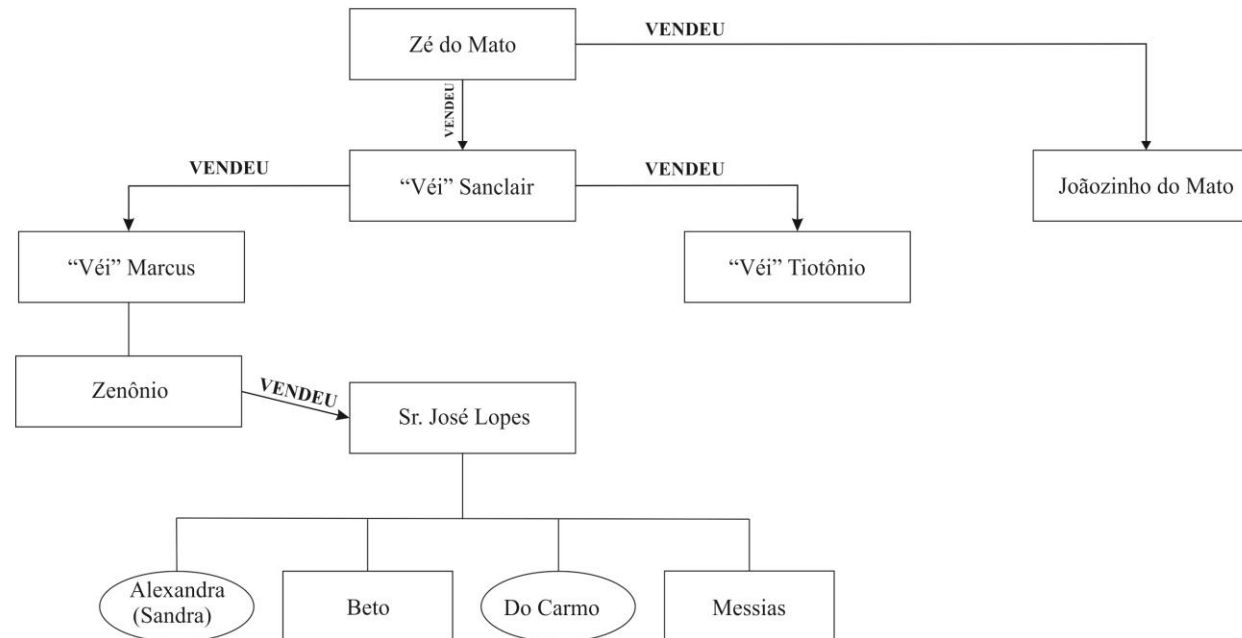 Zé do Mato
VENDEU
VENDEU
VENDEU
“Véi” Sanclair
VENDEU
Joãozinho do Mato
“Véi” Marcus
“Véi” Tiotônio
Zenônio
VENDEU
Sr. José Lopes
Alexandra
(Sandra)
Beto
Do Carmo
Messias